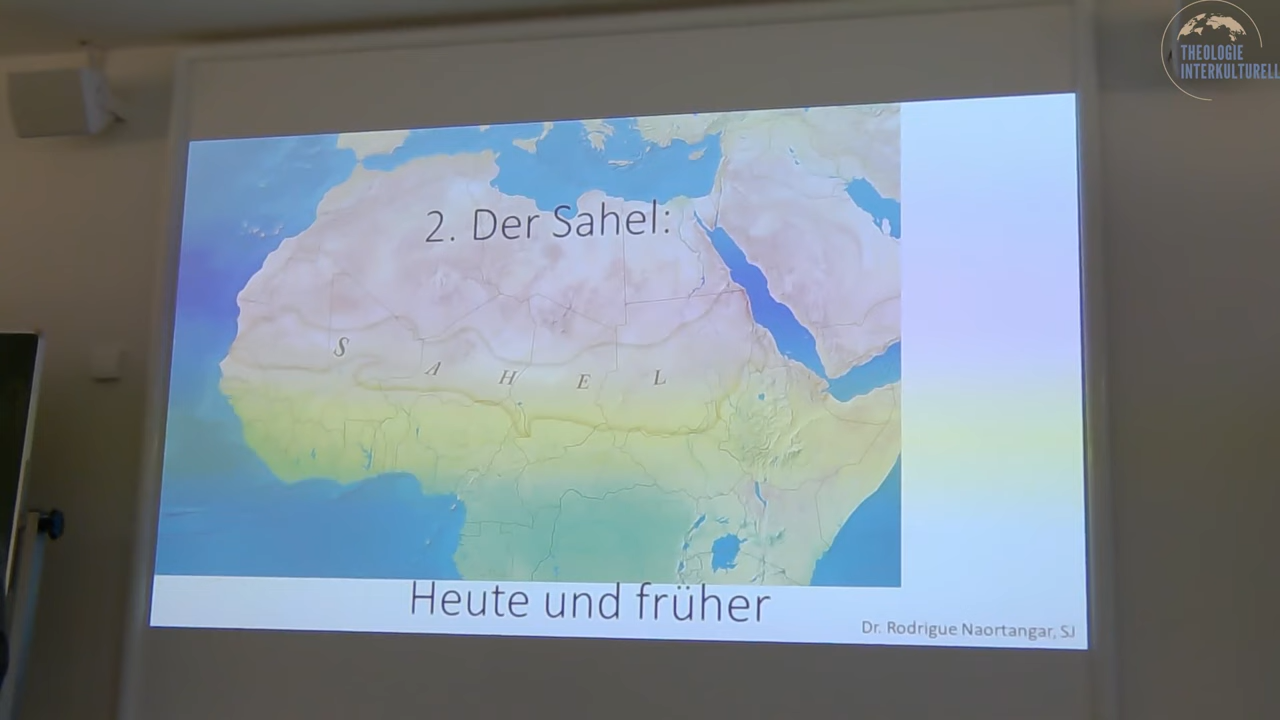 THEOLOGIE
INTERKULTURELL
2. Der Sahel:
S A H E L
Heute und früher
Dr. Rodrigue Naortangar, SJ